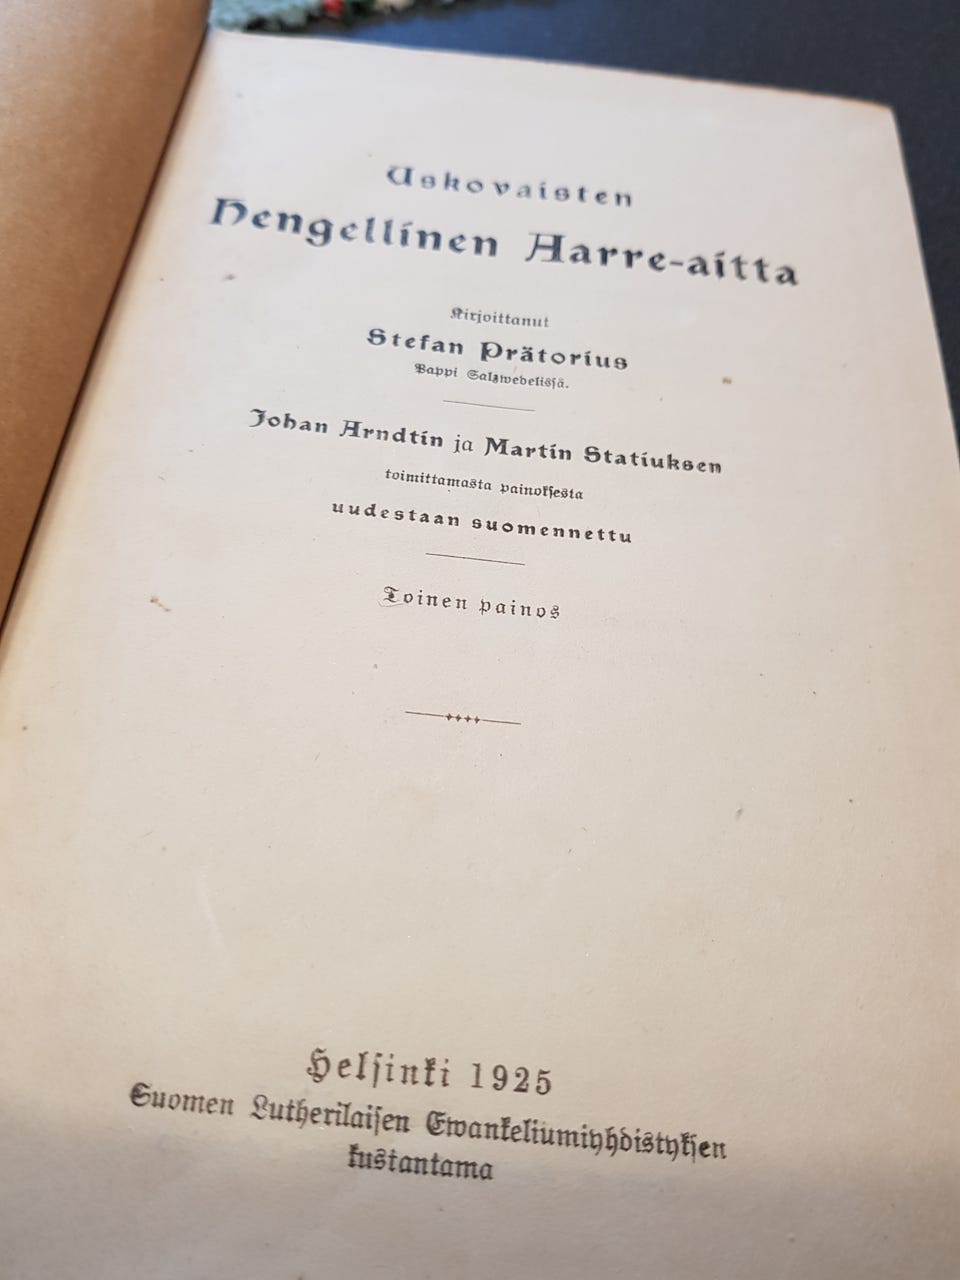 Uskovaisten
Hengellinen Aarre-aitta
Kirjoittanut
Stefan Prätorius
Pappi Salzwedelissä.
Johan Arndtin ja Martin Statiuksen
toimittamasta painoksesta
uudestaan suomennettu
Toinen painos
Helsinki 1925
Suomen Lutherilaisen Ewankeliumiyhdistyksen
kustantama